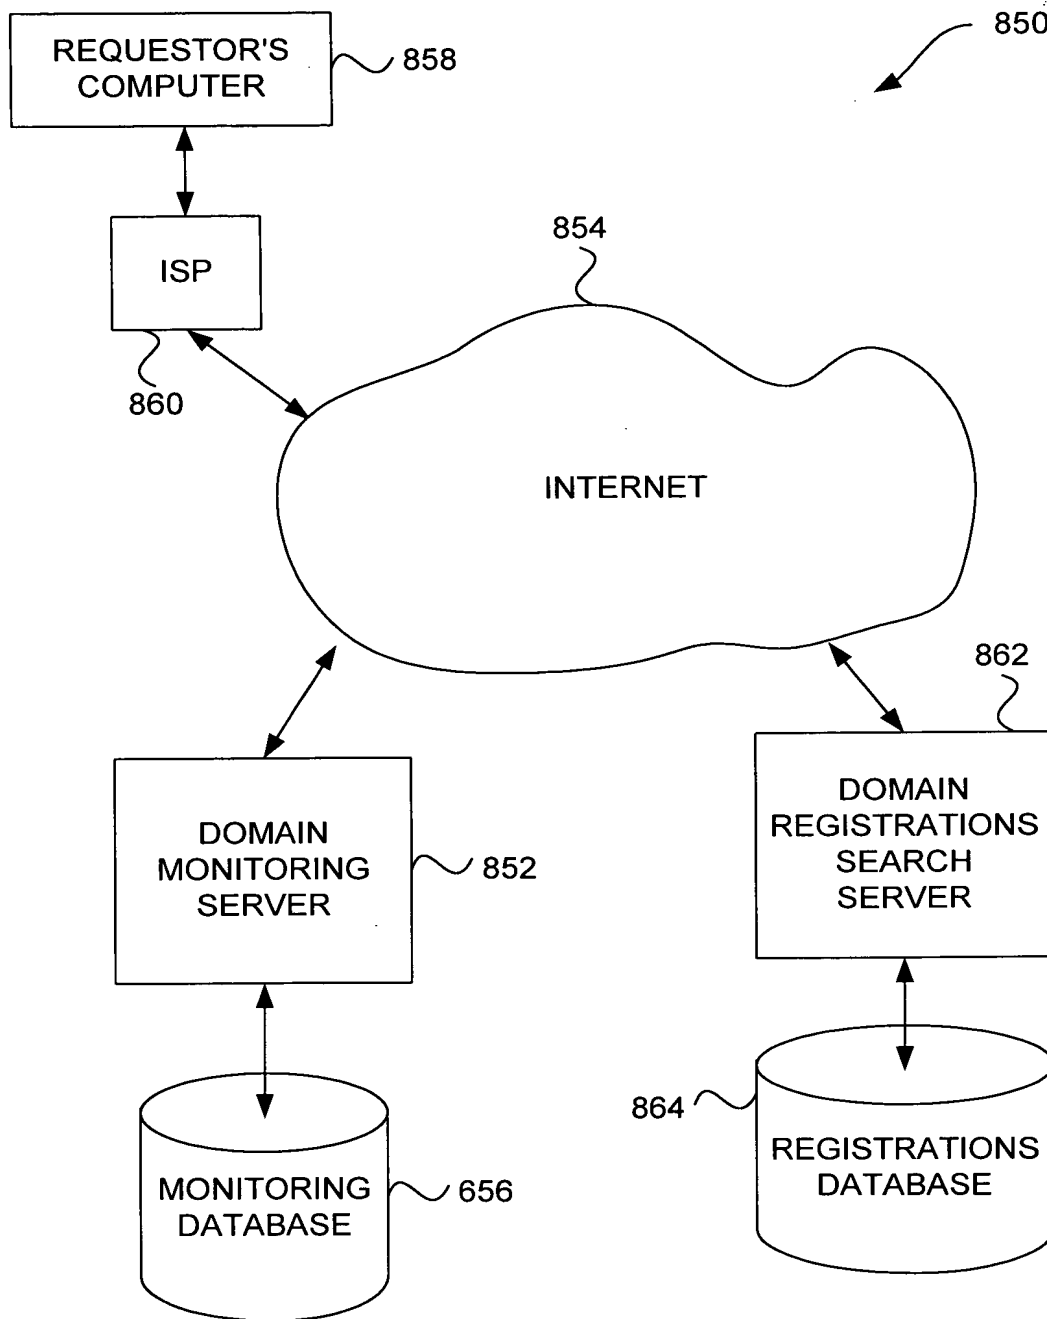 850
REQUESTOR'S
COMPUTER
858
ISP
860
854
INTERNET
862
DOMAIN
MONITORING
SERVER
852
DOMAIN
REGISTRATIONS
SEARCH
SERVER
MONITORING
DATABASE
656
864
REGISTRATIONS
DATABASE